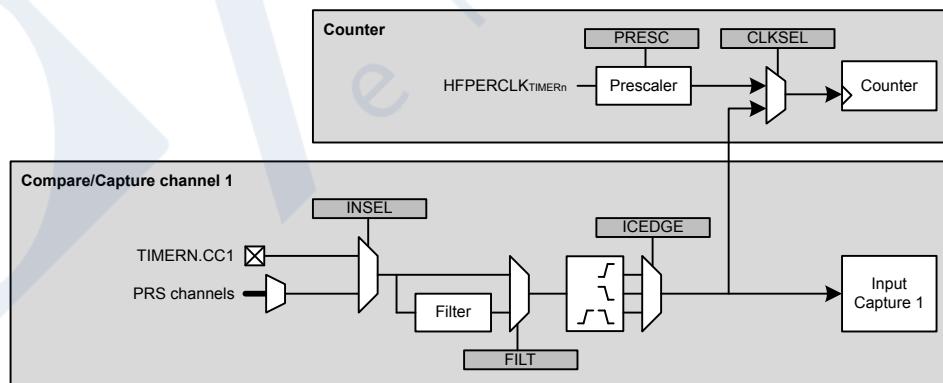 Counter
PRESC
CLKSEL
HFPERCLKTIMERn
Prescaler
Counter
Compare/Capture channel 1
INSEL
ICEDGE
TIMERN.CC1
PRS channels
Filter
Input
Capture 1
FILT